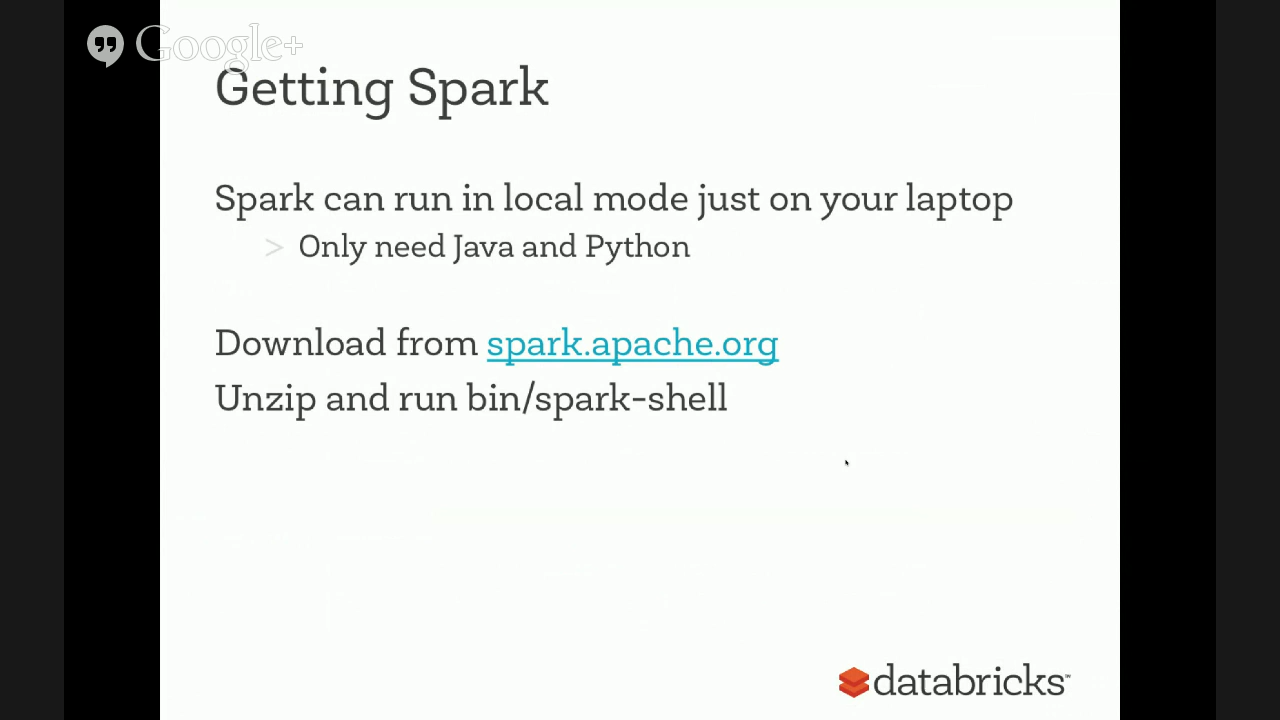 Google+
Getting Spark
Spark can run in local mode just on your laptop
> Only need Java and Python
Download from spark.apache.org
Unzip and run bin/spark-shell
databricks™